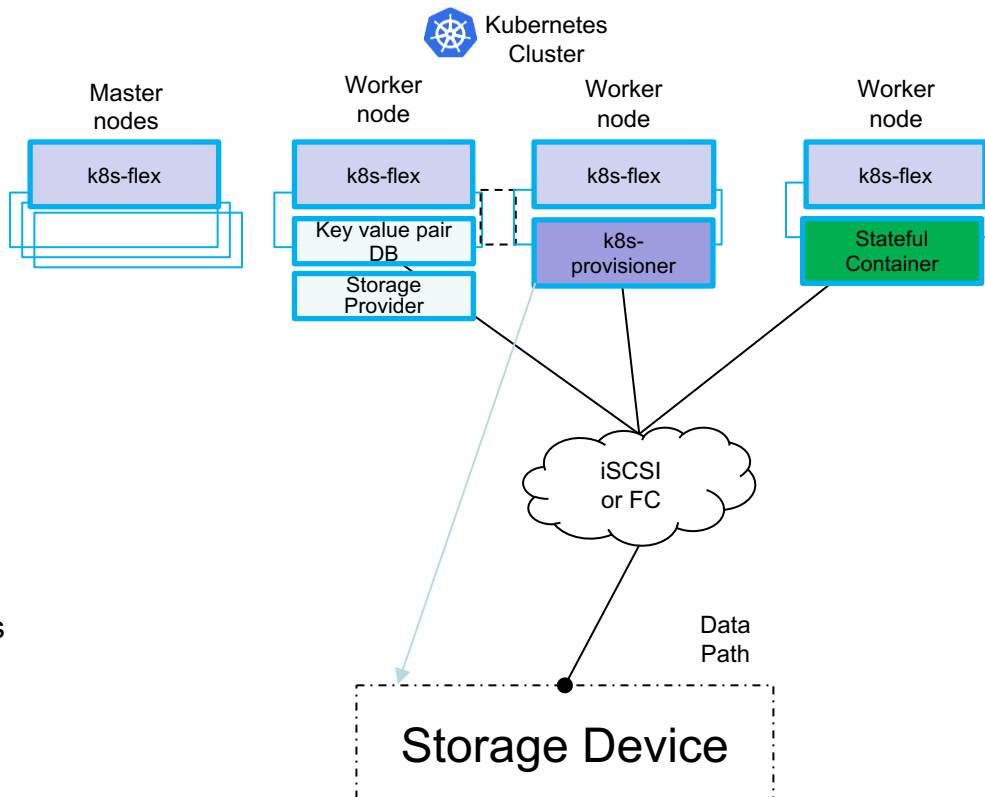 Kubernetes
Cluster
Master
nodes
Worker
node
Worker
node
Worker
node
k8s-flex
k8s-flex
k8s-flex
k8s-flex
Key value pair
DB
k8s-
provisioner
Stateful
Container
Storage
Provider
iSCSI
or FC
s
Data
Path
Storage Device